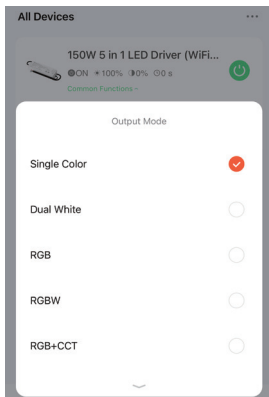 All Devices
150W 5 in 1 LED Driver (WiFi...
ON 100% 0% 0 s
Common Functions
Output Mode
Single Color
Dual White
RGB
RGBW
RGB+CCT